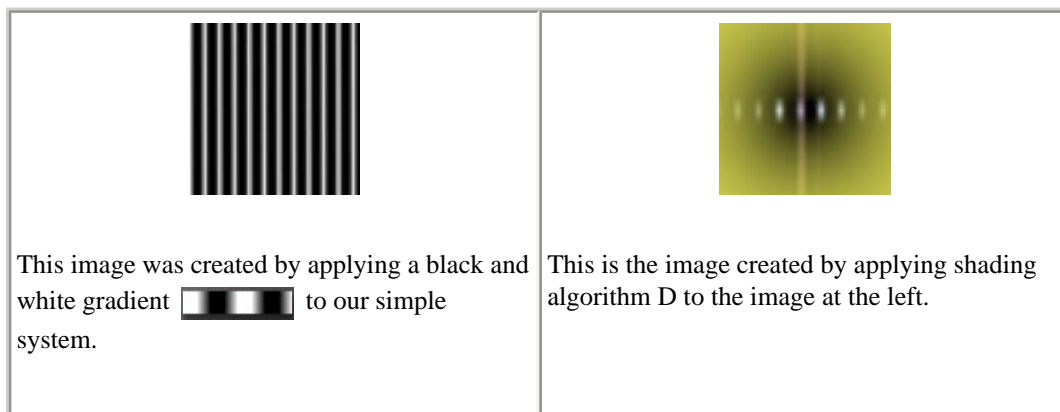 This image was created by applying a black and
white gradient to our simple
system.
This is the image created by applying shading
algorithm D to the image at the left.